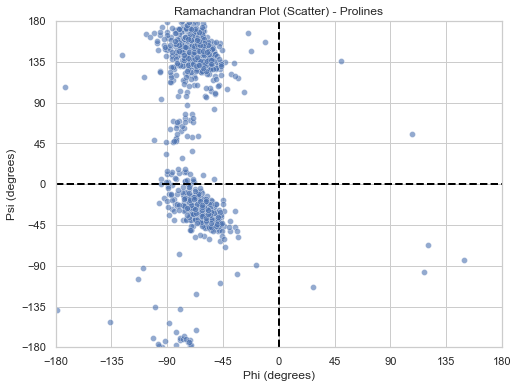 Ramachandran Plot (Scatter) - Prolines
180
135
90
45
0
−45
−90
−135
−180
Psi (degrees)
−180 −135 −90 −45 0 45 90 135 180
Phi (degrees)